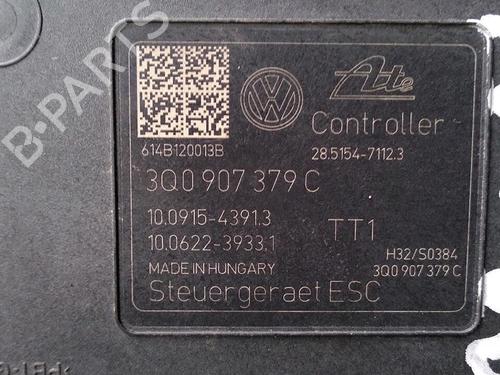 B-PARTS
VW
Ate
Controller
614B120013B
28.5154-7112.3
3Q0 907 379 C
10.0915-4391.3
TT1
10.0622-3933.1
H32/S0384
MADE IN HUNGARY
3Q0 907 379 C
Steuergeraet ESC